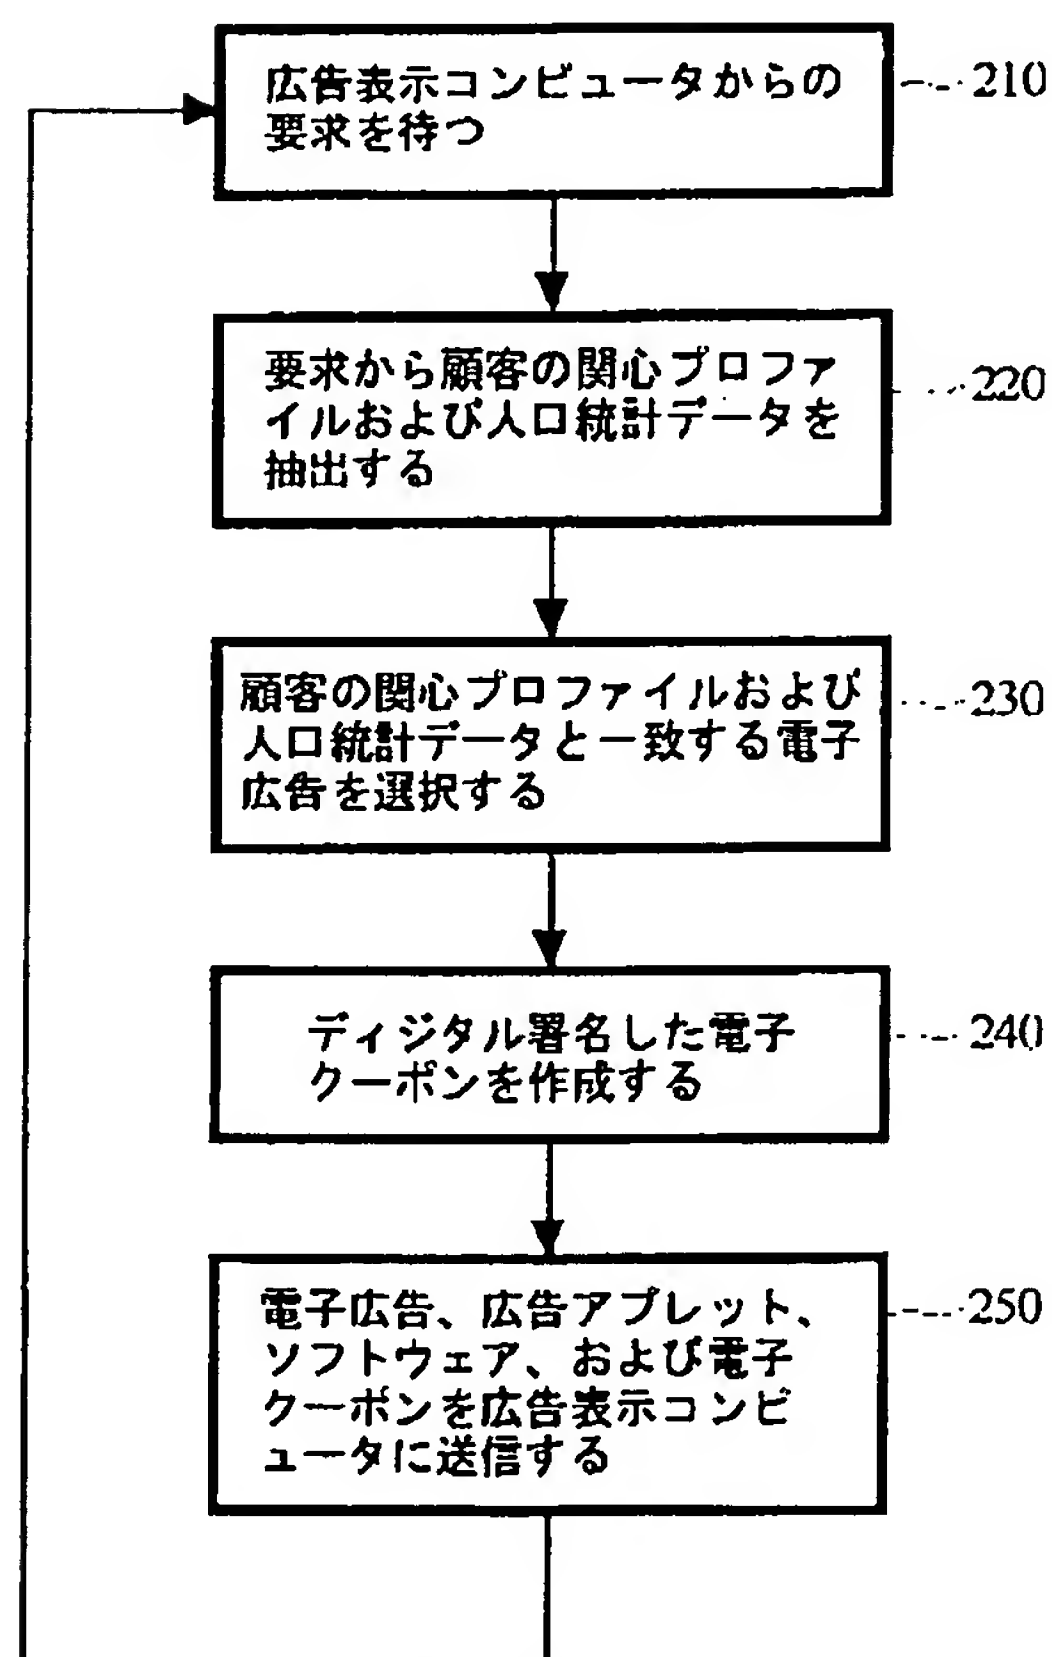 広告表示コンピュータからの
要求を待つ
210
要求から顧客の関心プロファ
イルおよび人口統計データを
抽出する
220
顧客の関心プロファイルおよび
人口統計データと一致する電子
広告を選択する
230
ディジタル署名した電子
クーポンを作成する
240
電子広告、広告アプレット、
ソフトウェア、および電子
クーポンを広告表示コンピ
ュータに送信する
250